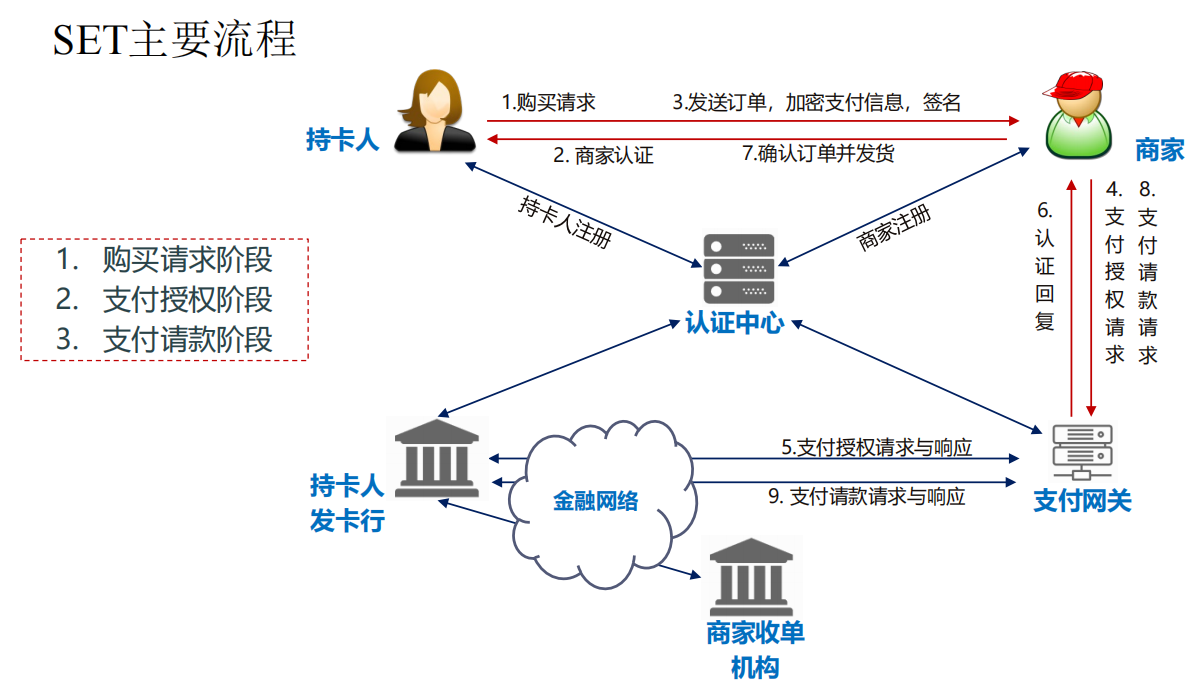 SET主要流程
1.购买请求
3.发送订单，加密支付信息，签名
持卡人
2. 商家认证
7.确认订单并发货
商家
持卡人注册
商家注册
6.认证回复
4.支付授权请求
8.支付请款请求
1. 购买请求阶段
2. 支付授权阶段
3. 支付请款阶段
认证中心
5.支付授权请求与响应
持卡人
发卡行
金融网络
9. 支付请款请求与响应
支付网关
商家收单
机构